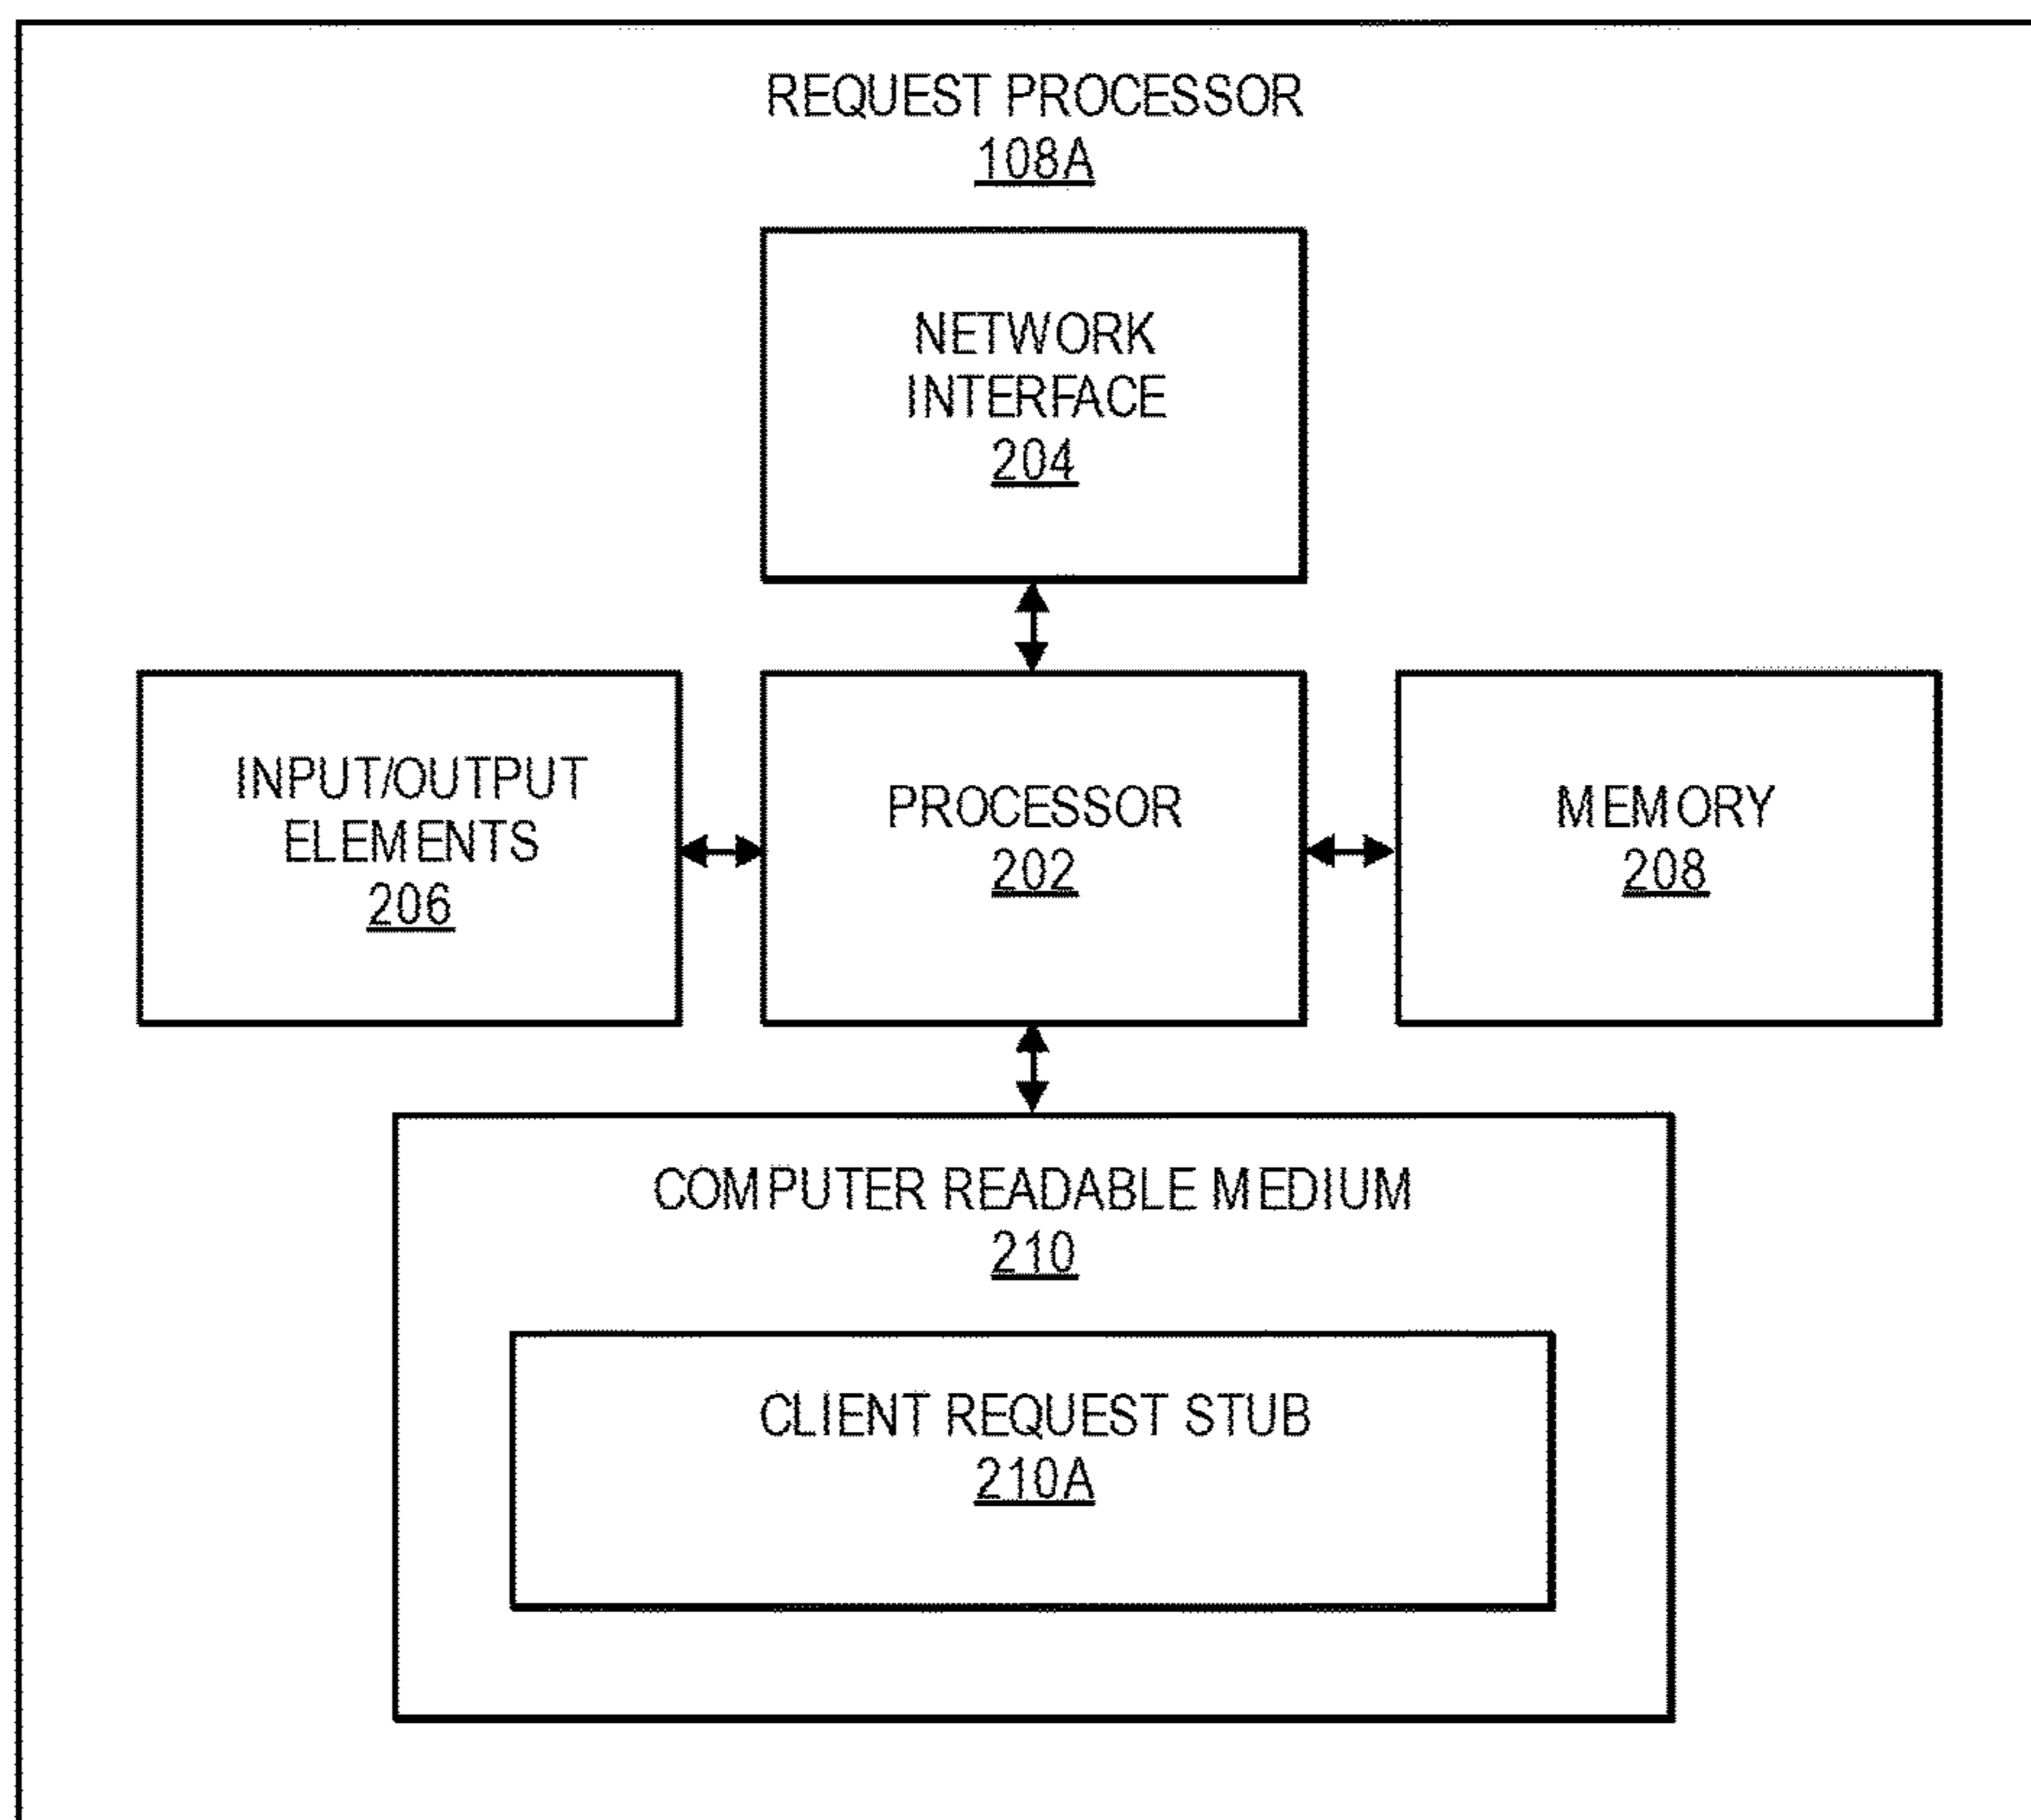 REQUEST PROCESSOR
108A
NETWORK
INTERFACE
204
INPUT/OUTPUT
ELEMENTS
206
PROCESSOR
202
MEMORY
208
COMPUTER READABLE MEDIUM
210
CLIENT REQUEST STUB
210A